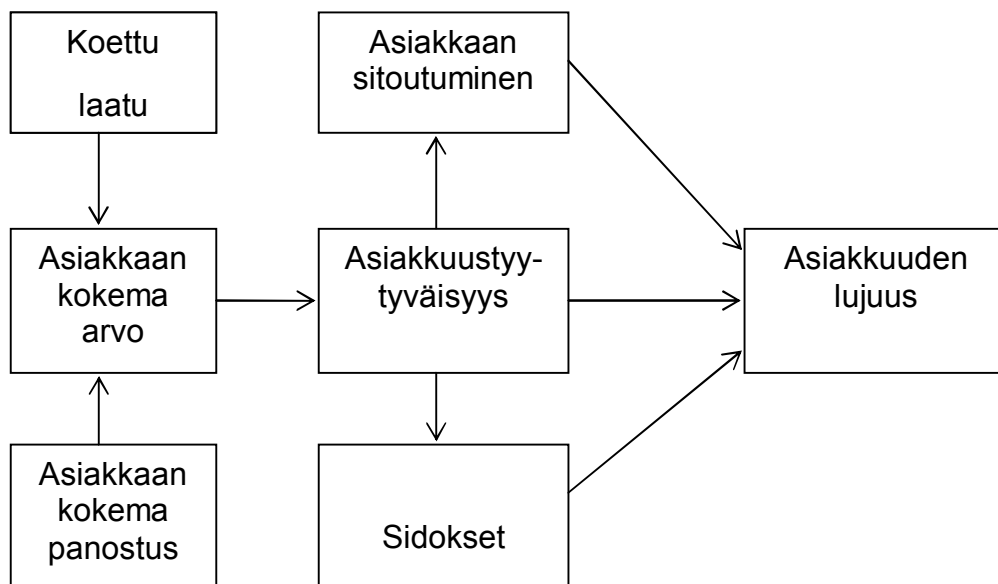 Koettu
laatu
Asiakkaan
sitoutuminen
Asiakkaan
kokema
arvo
Asiakkuustyy-
tyväisyys
Asiakkuuden
lujuus
Asiakkaan
kokema
panostus
Sidokset